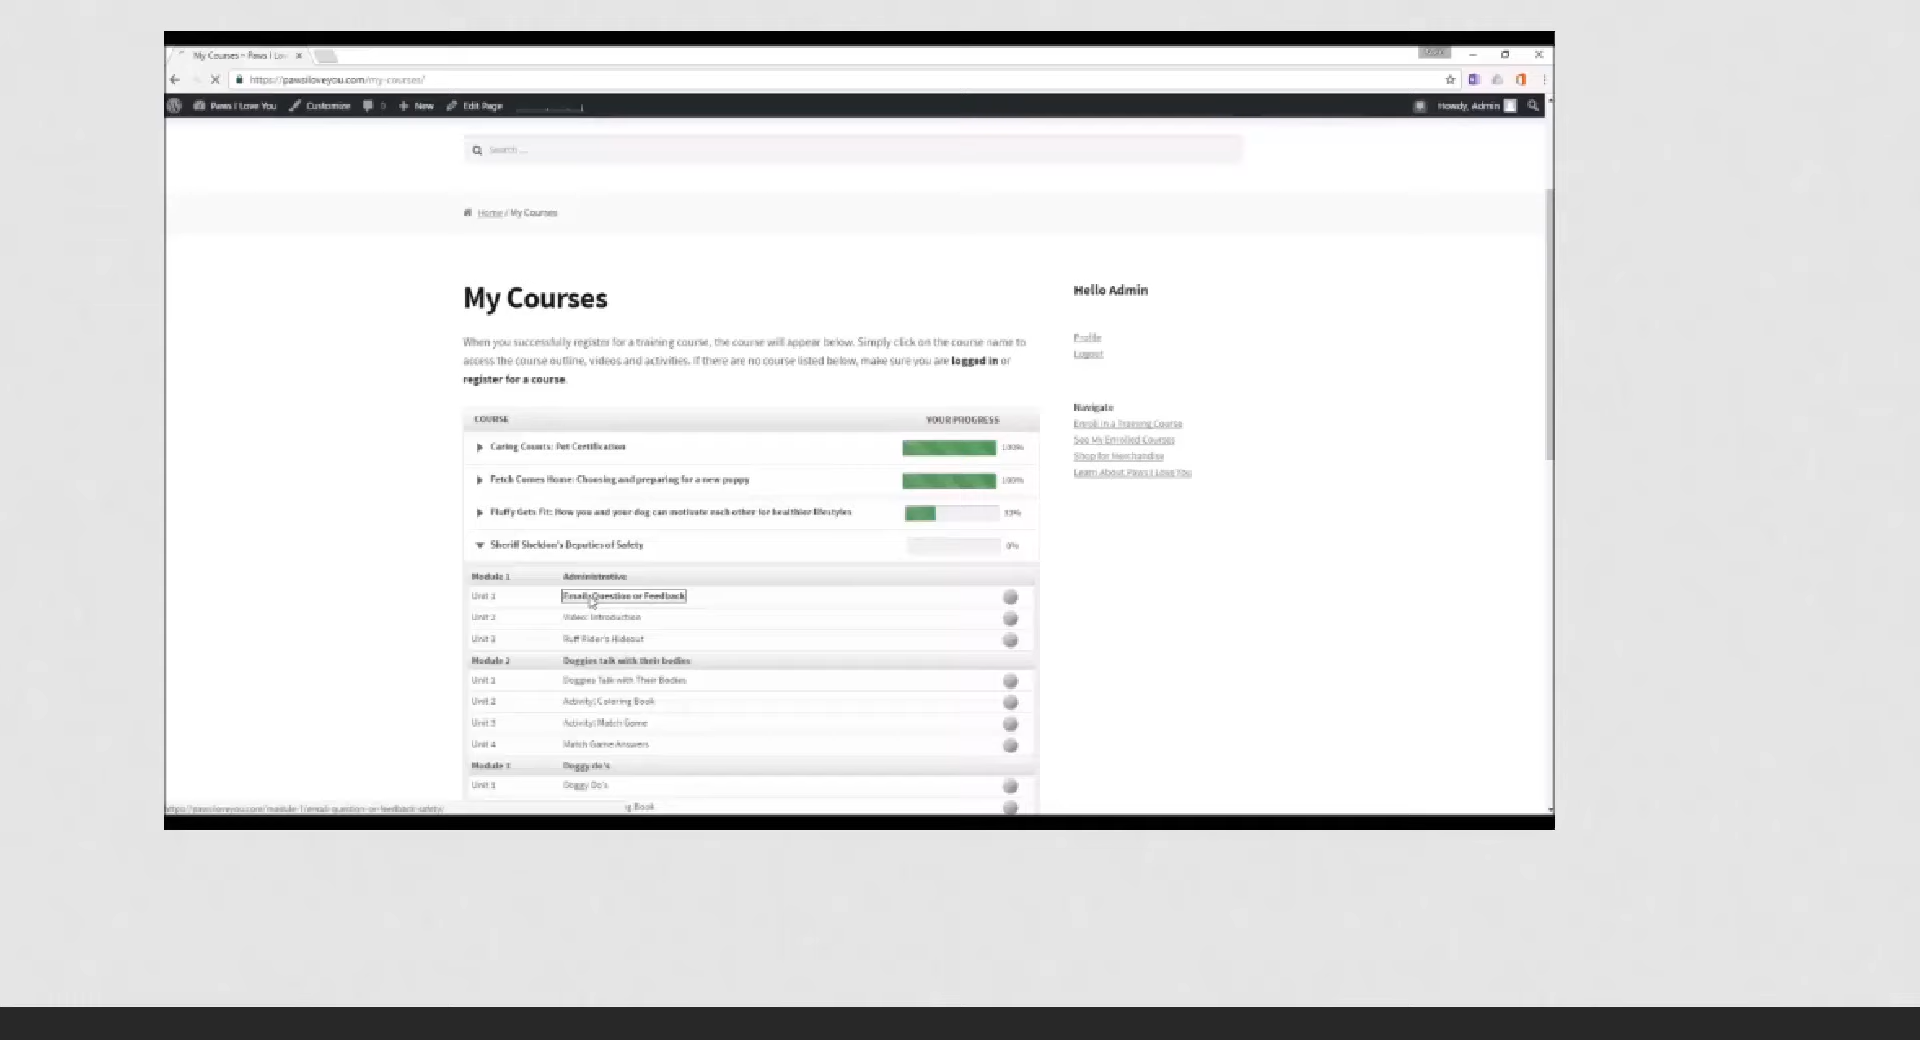 My Courses – Paws I Lo
https://pawsiloveyou.com/my-courses/
Paws I Love You Customize 0 New Edit Page Howdy, Admin
Search …
Home / My Courses
My Courses
Hello Admin
When you successfully register for a training course, the course will appear below. Simply click on the course name to
access the course outline, videos and activities. If there are no course listed below, make sure you are logged in or
register for a course.
Profile
Logout
Navigate
Enroll in a Training Course
See My Enrolled Courses
Shop for Merchandise
Learn About Paws I Love You
COURSE YOUR PROGRESS
Caring Counts: Pet Certification 100%
Fetch Comes Home: Choosing and preparing for a new puppy 100%
Fluffy Gets Fit: How you and your dog can motivate each other for healthier lifestyles 33%
Sheriff Sheldon's Deputies of Safety 0%
Module 1 Administrative
Unit 1 Email: Question or Feedback
Unit 2 Video: Introduction
Unit 3 Ruff Rider's Hideout
Module 2 Doggies talk with their bodies
Unit 1 Doggies Talk with Their Bodies
Unit 2 Activity: Coloring Book
Unit 3 Activity: Match Game
Unit 4 Match Game Answers
Module 3 Doggy do's
Unit 1 Doggy Do's
g Book
https://pawsiloveyou.com/module-1/email-question-or-feedback-safety/